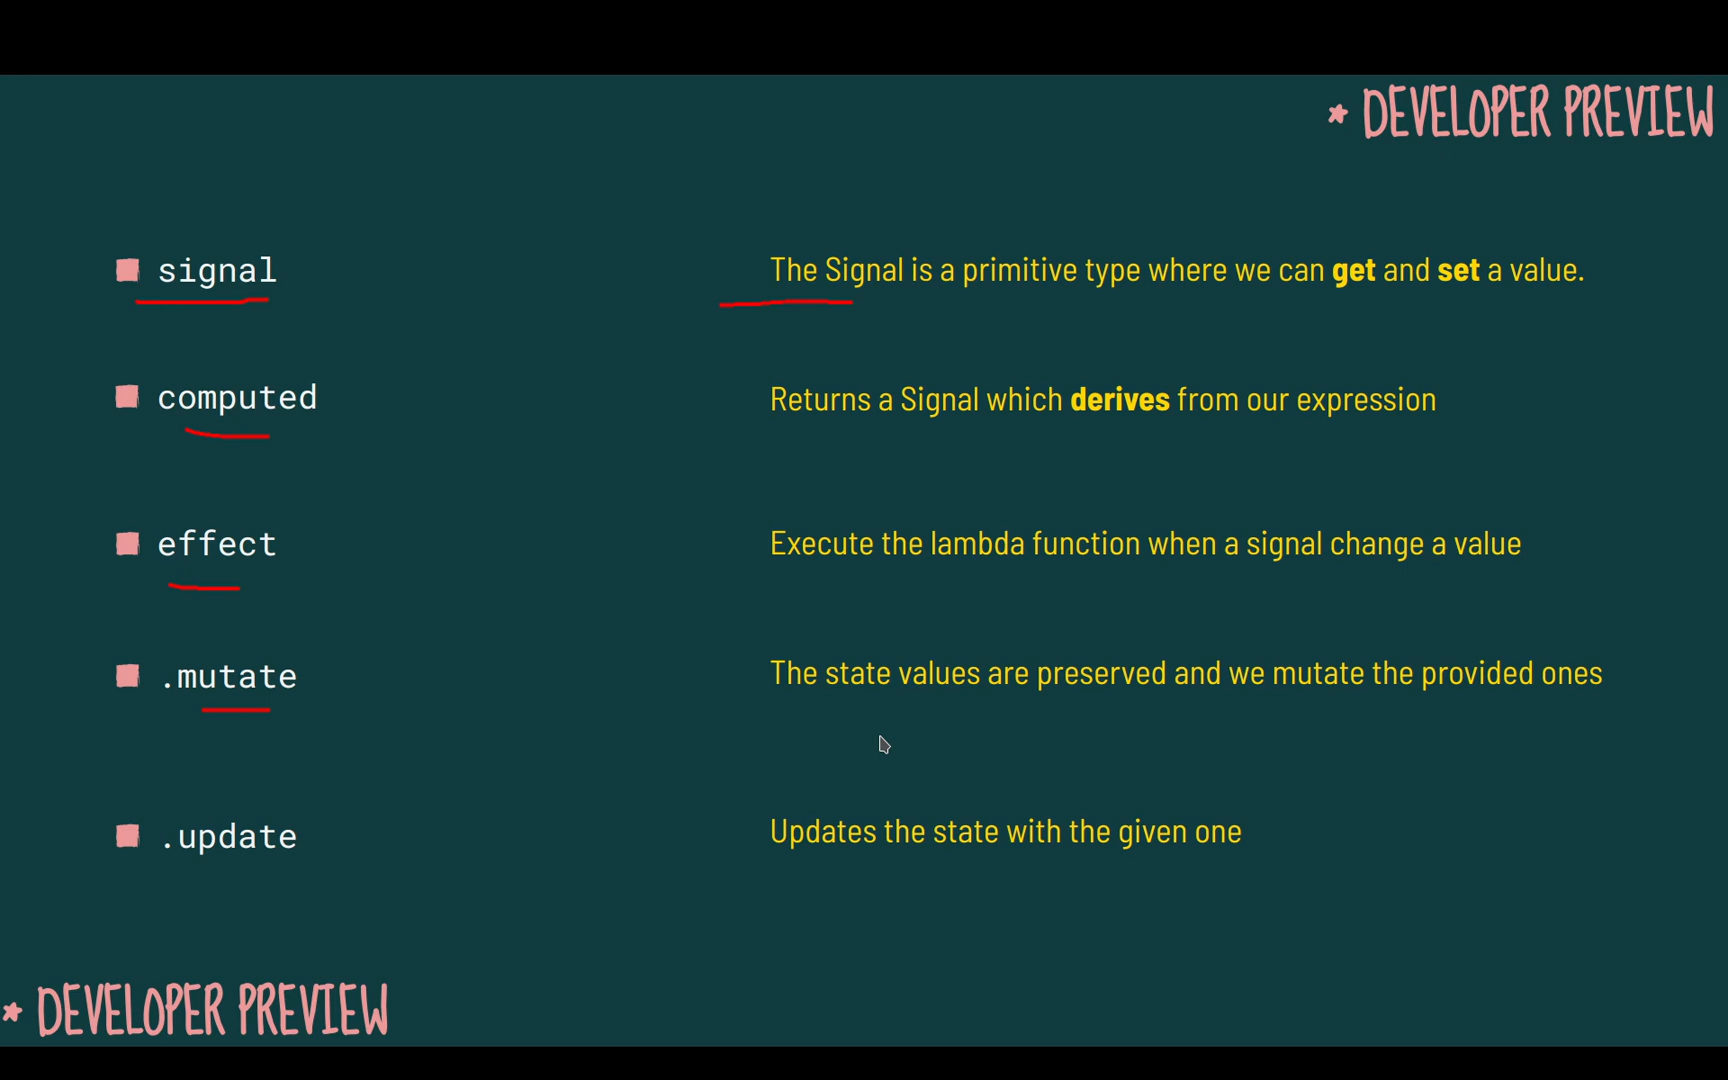 * DEVELOPER PREVIEW
signal
The Signal is a primitive type where we can get and set a value.
computed
Returns a Signal which derives from our expression
effect
Execute the lambda function when a signal change a value
.mutate
The state values are preserved and we mutate the provided ones
.update
Updates the state with the given one
* DEVELOPER PREVIEW